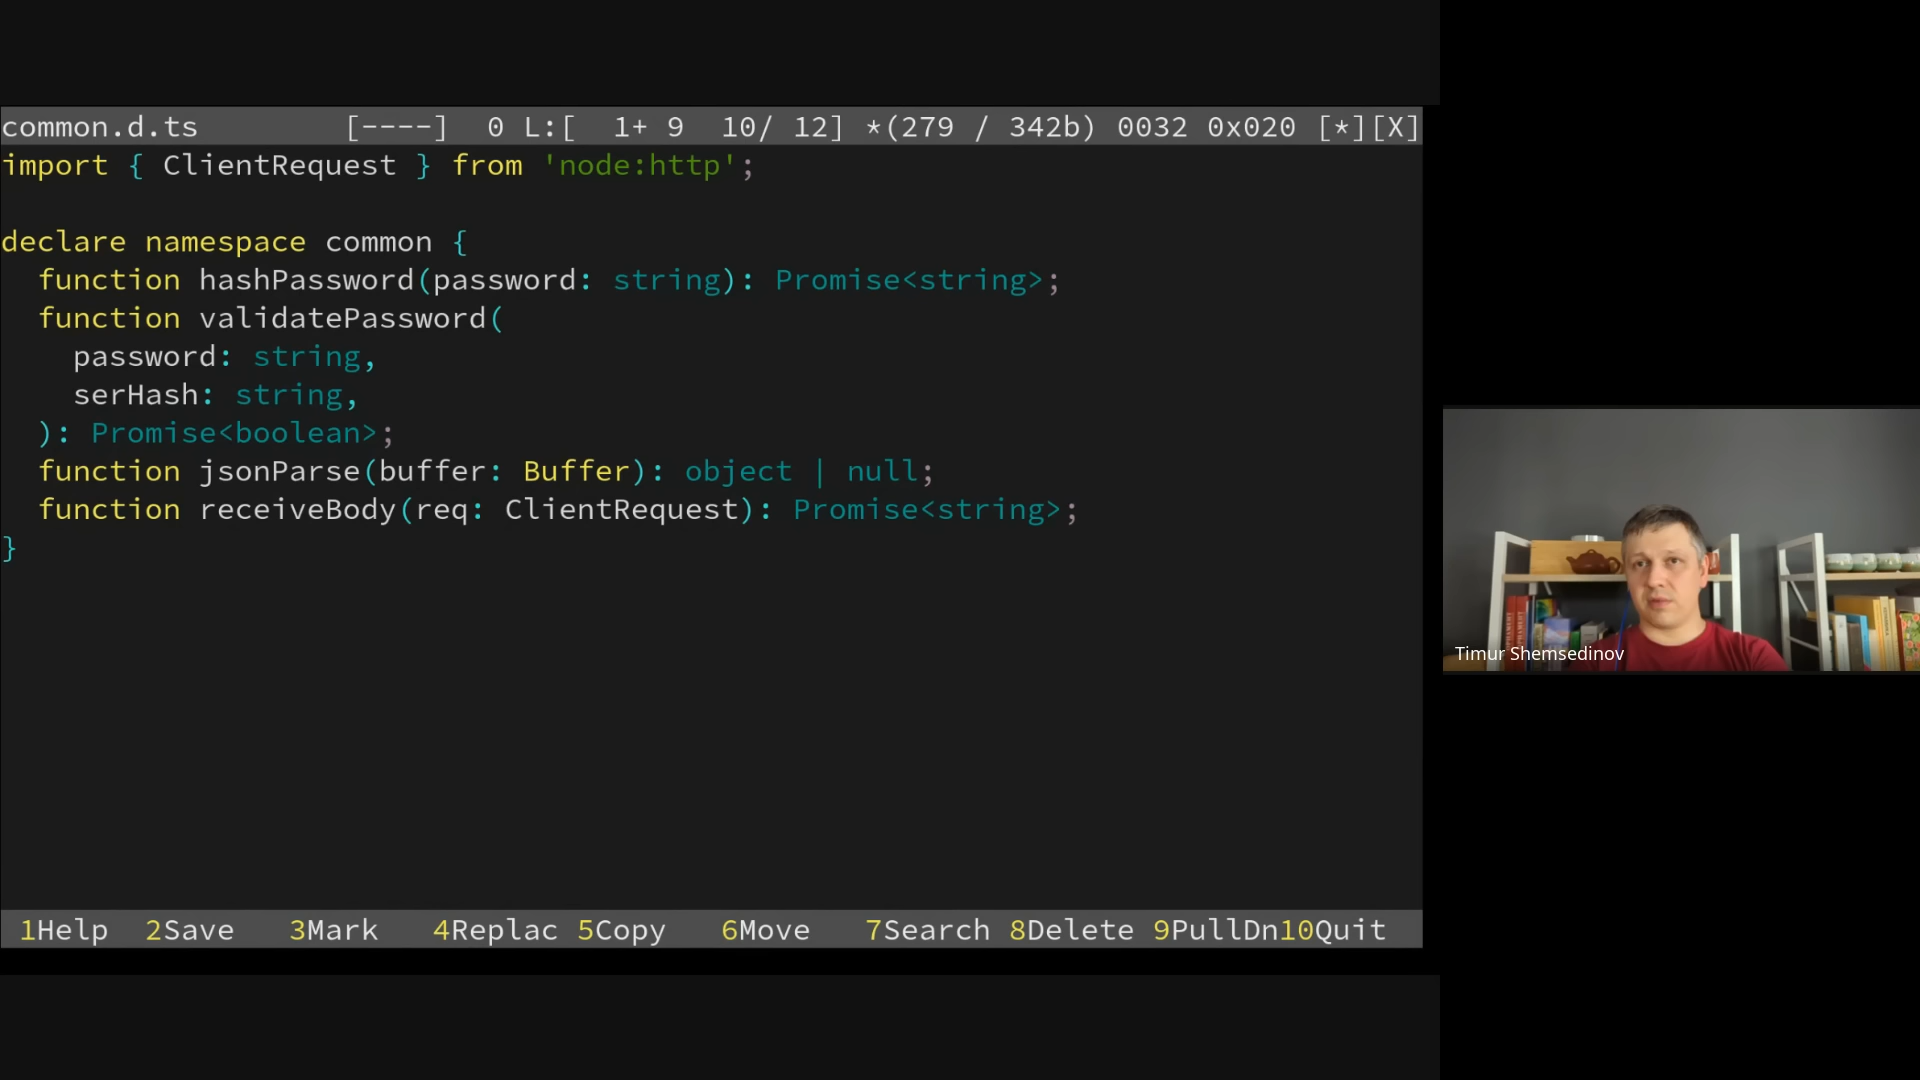 common.d.ts [----] 0 L:[ 1+ 9 10/ 12] *(279 / 342b) 0032 0x020 [*][X]
import { ClientRequest } from 'node:http';
declare namespace common {
  function hashPassword(password: string): Promise<string>;
  function validatePassword(
    password: string,
    serHash: string,
  ): Promise<boolean>;
  function jsonParse(buffer: Buffer): object | null;
  function receiveBody(req: ClientRequest): Promise<string>;
}
Timur Shemsedinov
1Help 2Save 3Mark 4Replac 5Copy 6Move 7Search 8Delete 9PullDn10Quit